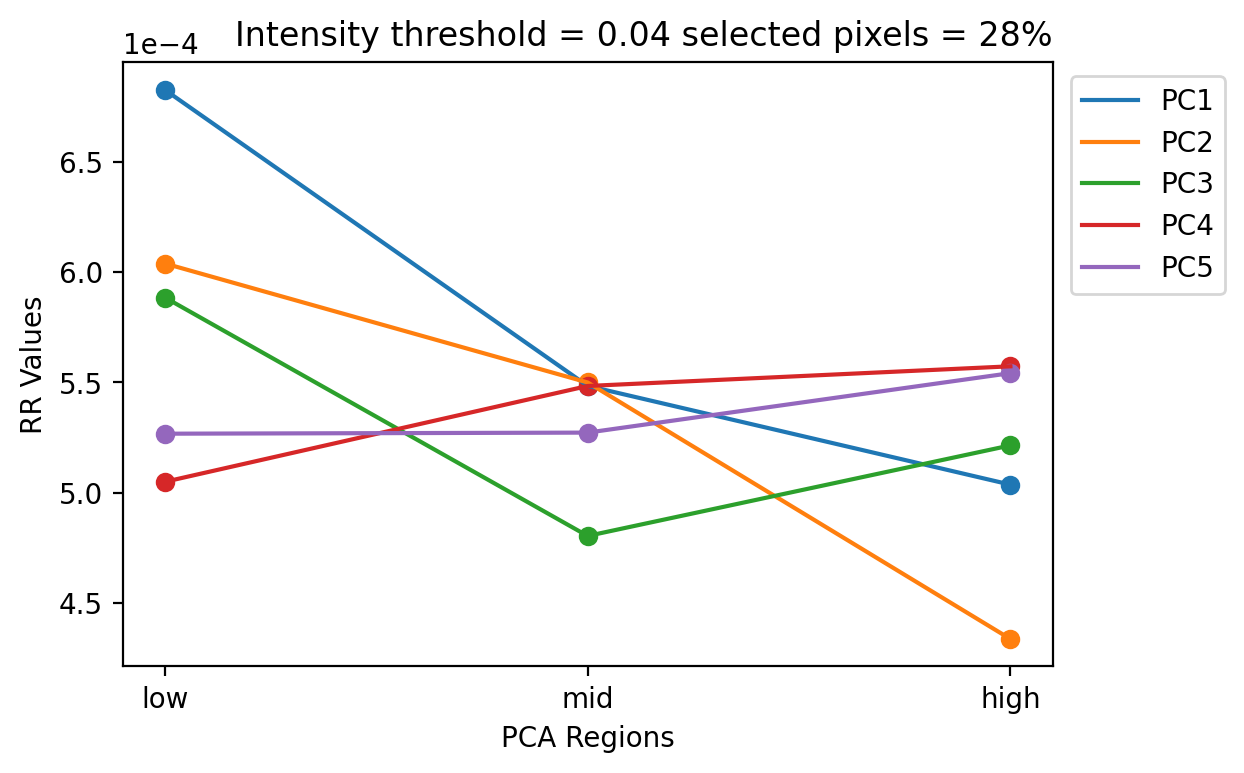 1e−4
Intensity threshold = 0.04 selected pixels = 28%
PC1
PC2
PC3
PC4
PC5
6.5
6.0
5.5
5.0
4.5
RR Values
low
mid
high
PCA Regions